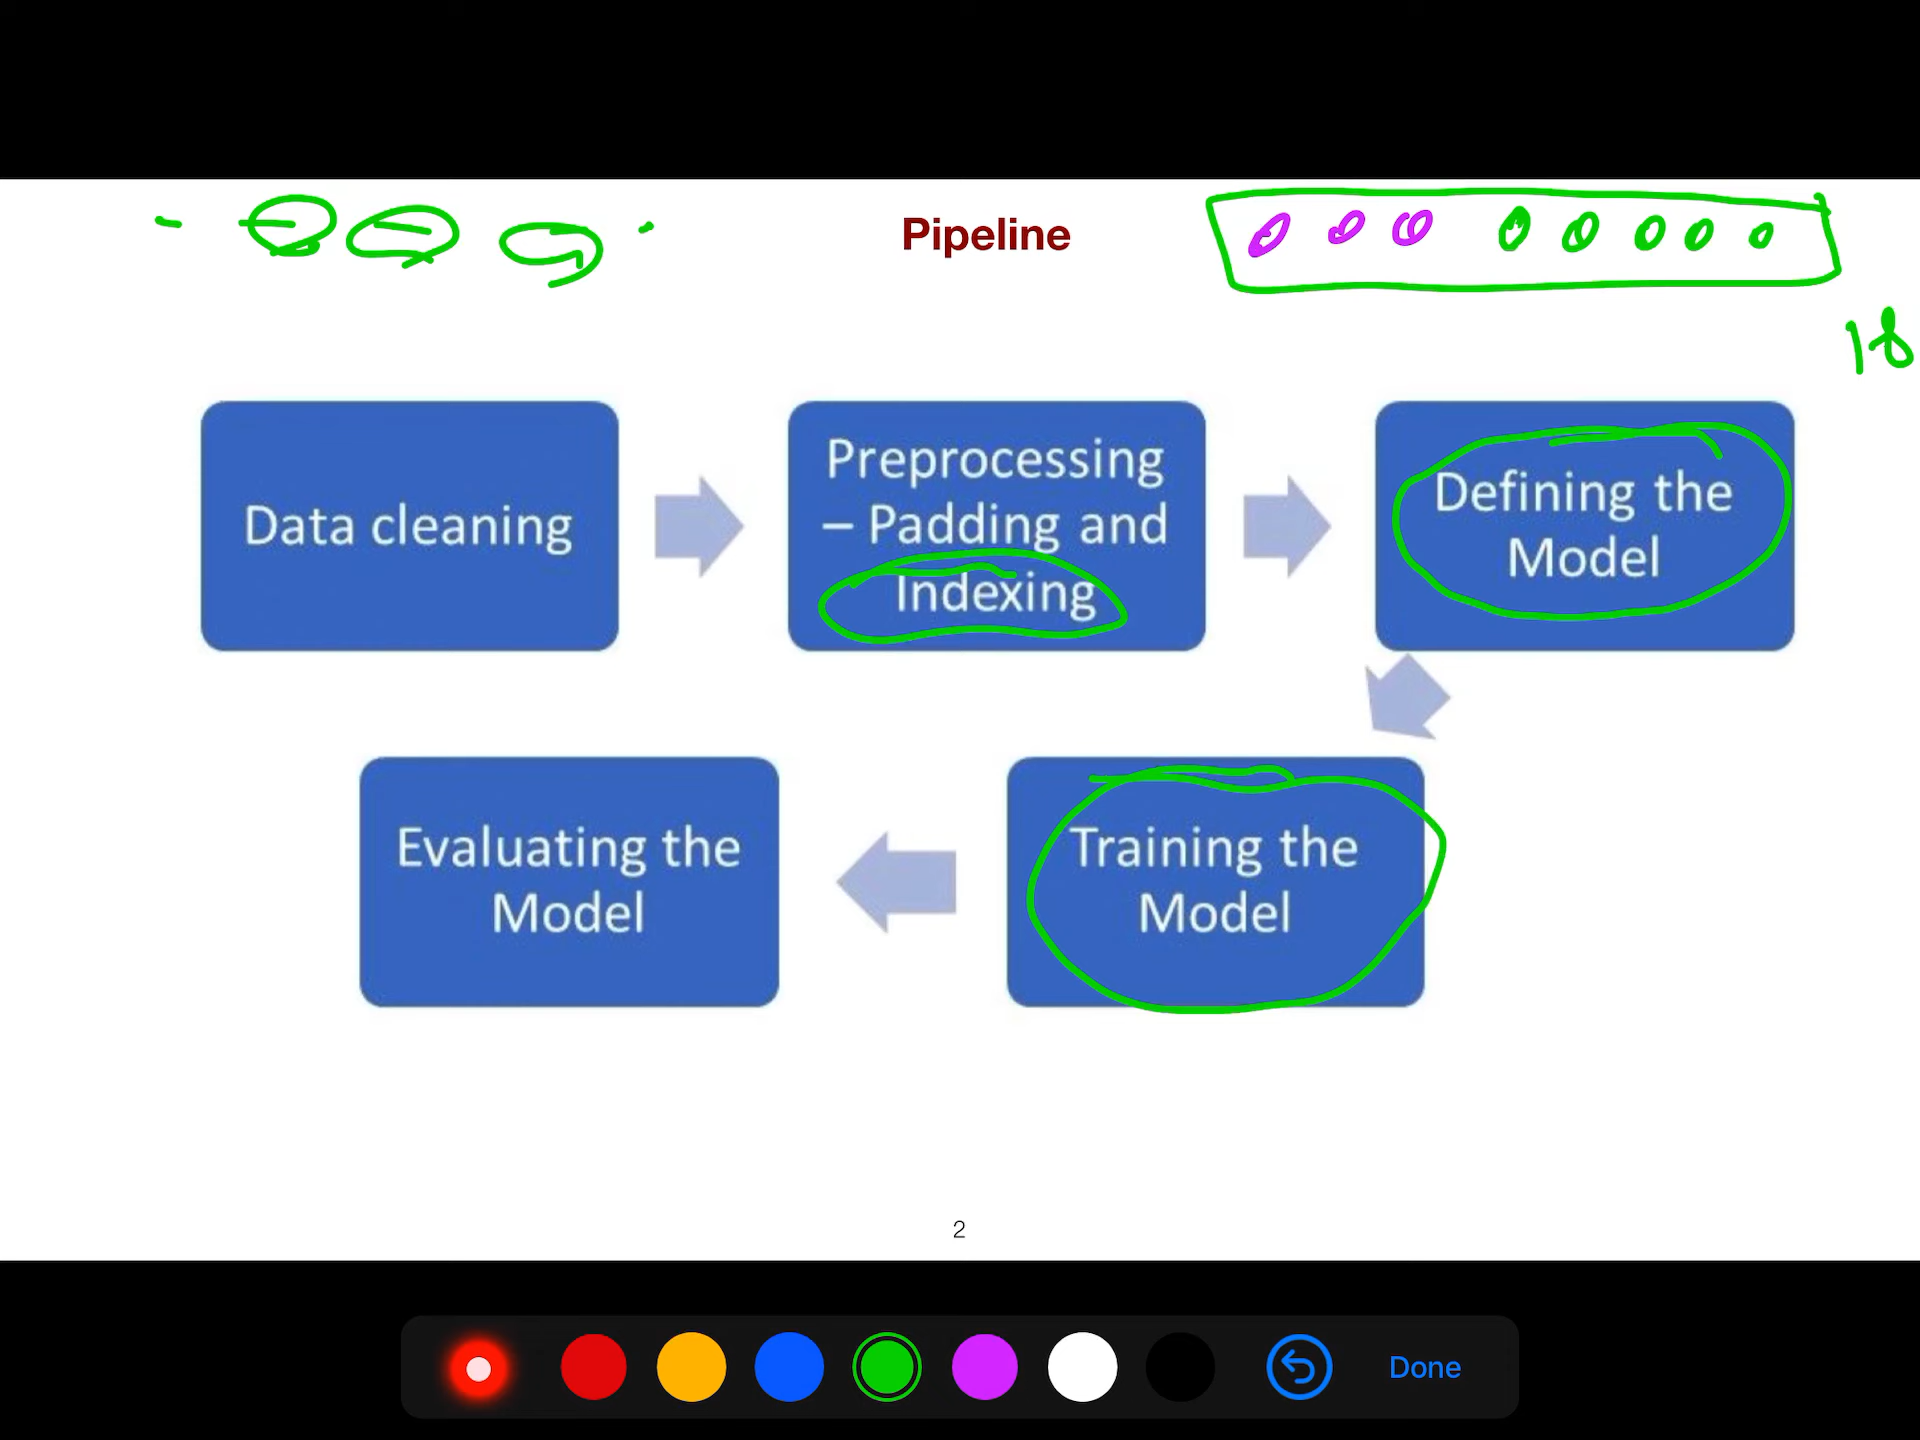 Pipeline
18
Data cleaning
Preprocessing
– Padding and
Indexing
Defining the
Model
Evaluating the
Model
Training the
Model
2
Done